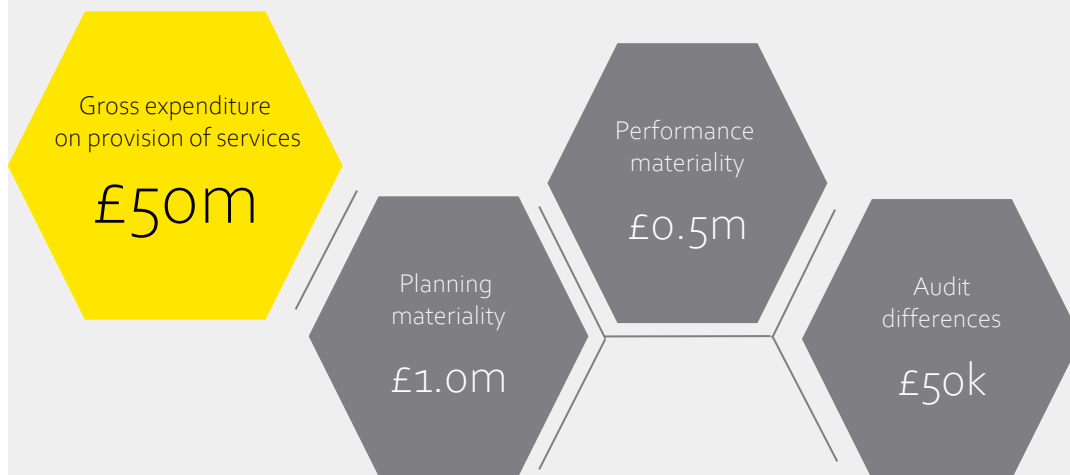 Gross expenditure
on provision of services
£50m
Planning
materiality
£1.0m
Performance
materiality
£0.5m
Audit
differences
£50k